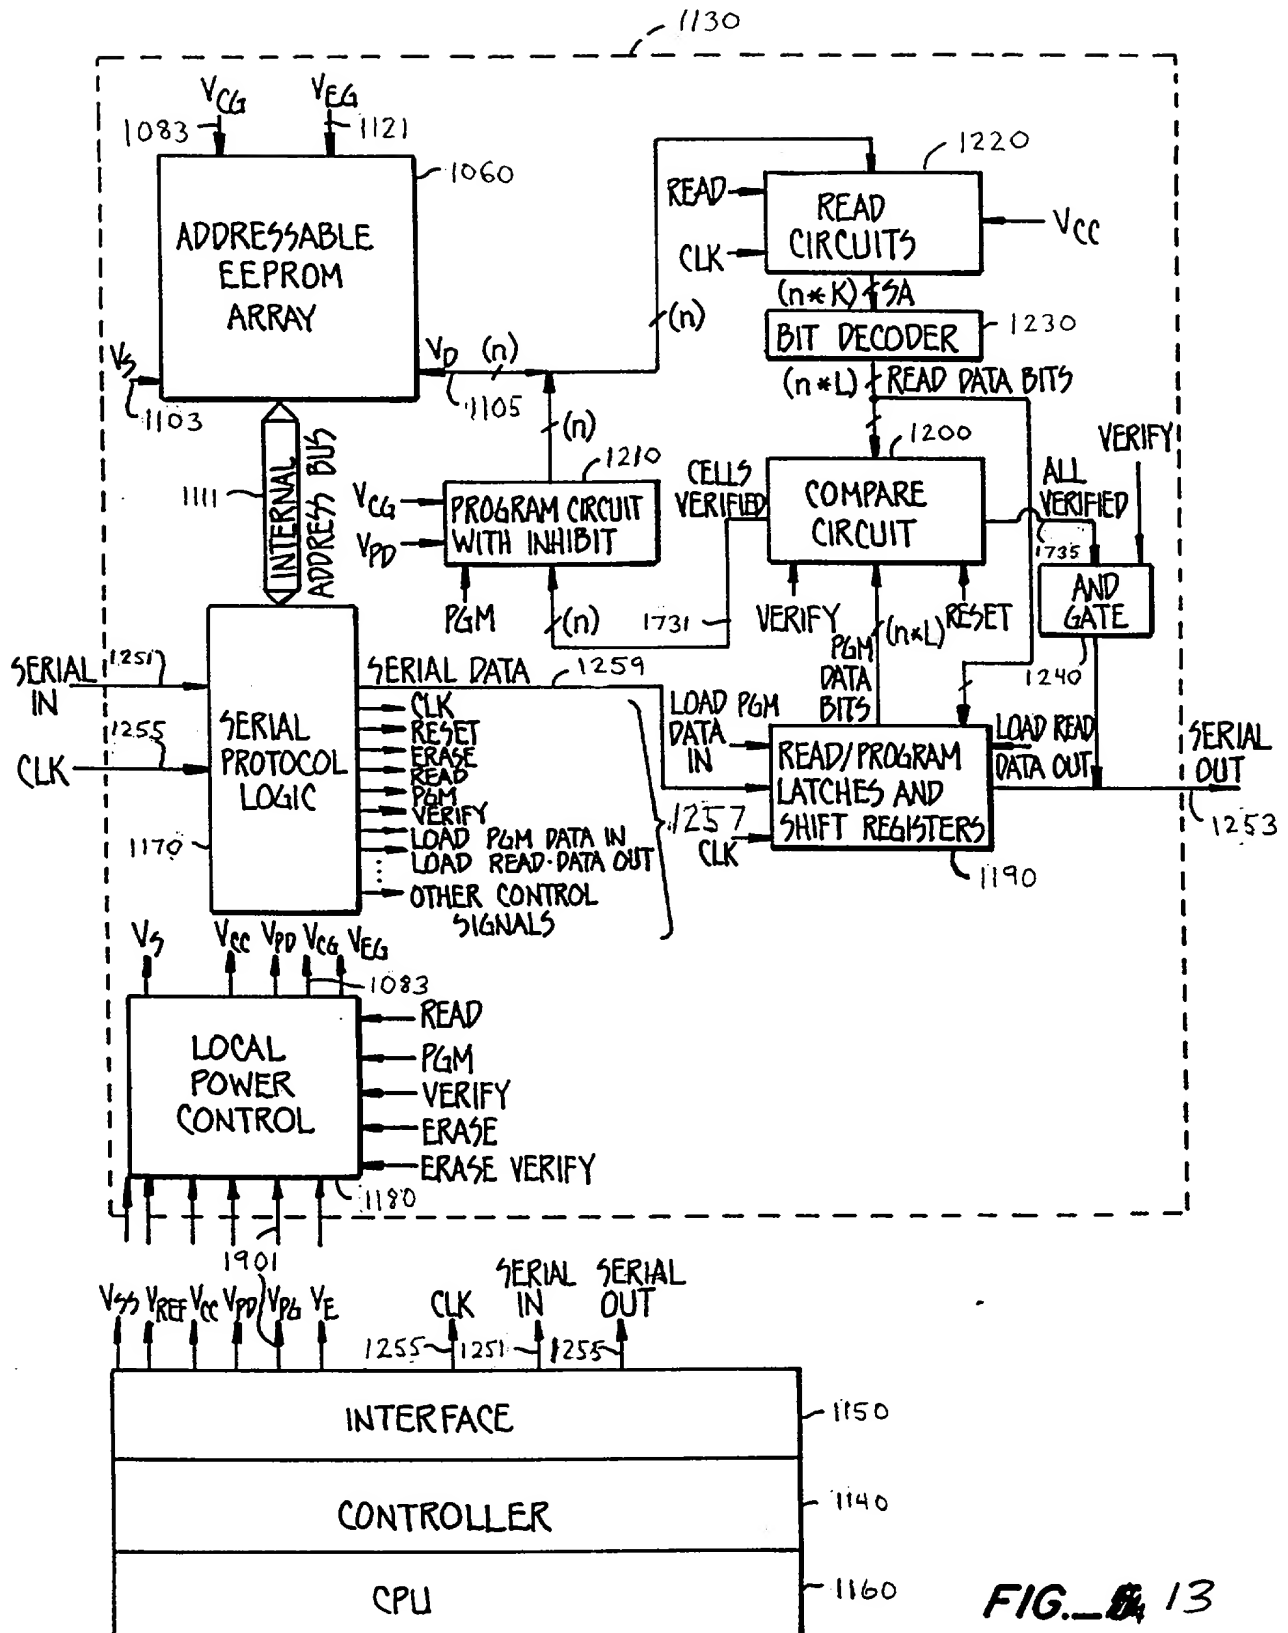 1130
VCG
VEG
1083
1121
1060
ADDRESSABLE
EEPROM
ARRAY
VS
1103
VD
(n)
1105
(n)
READ
CLK
READ
CIRCUITS
1220
VCC
(n*K)
SA
BIT DECODER
1230
(n*L)
READ DATA BITS
1111
INTERNAL
ADDRESS BUS
(n)
1210
VCG
VPD
PROGRAM CIRCUIT
WITH INHIBIT
PGM
(n)
CELLS
VERIFIED
1731
1200
COMPARE
CIRCUIT
VERIFY
RESET
ALL
VERIFIED
VERIFY
1735
AND
GATE
1240
PGM
DATA
BITS
(n*L)
SERIAL
IN
1251
CLK
1255
SERIAL
PROTOCOL
LOGIC
1170
SERIAL DATA
1259
CLK
RESET
ERASE
READ
PGM
VERIFY
LOAD PGM DATA IN
LOAD READ-DATA OUT
OTHER CONTROL
SIGNALS
1257
LOAD PGM
DATA
IN
CLK
READ/PROGRAM
LATCHES AND
SHIFT REGISTERS
1190
LOAD READ
DATA OUT
SERIAL
OUT
1253
VS
VCC
VPD
VCG
VEG
1083
LOCAL
POWER
CONTROL
READ
PGM
VERIFY
ERASE
ERASE VERIFY
1180
1901
VSS
VREF
VCC
VPD
VPG
VE
CLK
SERIAL
IN
SERIAL
OUT
1255
1251
1255
INTERFACE
1150
CONTROLLER
1140
CPU
1160
FIG._ 13